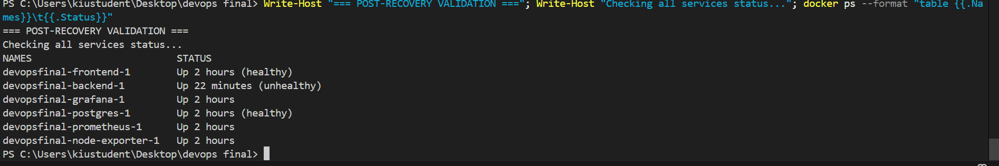 PS C:\Users\kiustudent\Desktop\devops final> Write-Host "=== POST-RECOVERY VALIDATION ==="; Write-Host "Checking all services status..."; docker ps --format "table {{.Na
mes}}\t{{.Status}}"
=== POST-RECOVERY VALIDATION ===
Checking all services status...
NAMES                    STATUS
devopsfinal-frontend-1        Up 2 hours (healthy)
devopsfinal-backend-1         Up 22 minutes (unhealthy)
devopsfinal-grafana-1         Up 2 hours
devopsfinal-postgres-1        Up 2 hours (healthy)
devopsfinal-prometheus-1      Up 2 hours
devopsfinal-node-exporter-1   Up 2 hours
PS C:\Users\kiustudent\Desktop\devops final>